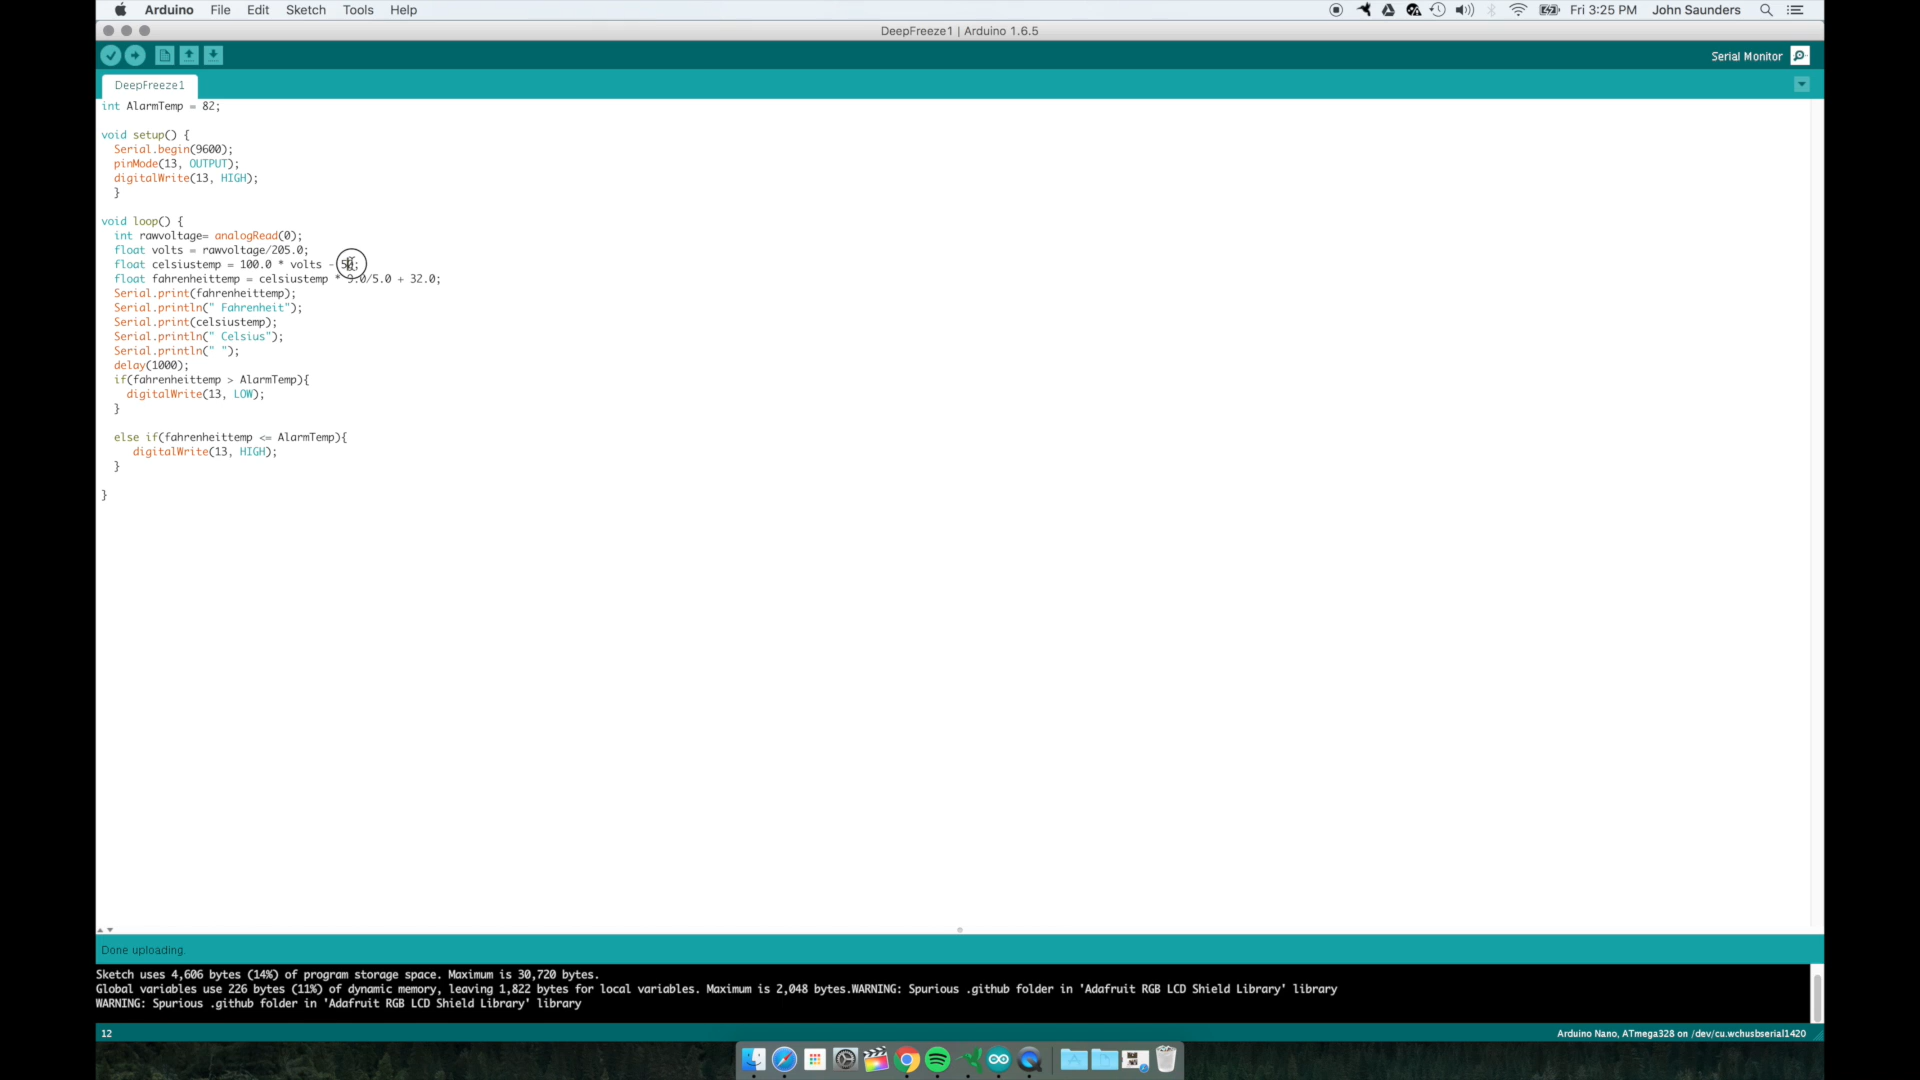 Arduino File Edit Sketch Tools Help Fri 3:25 PM John Saunders
DeepFreeze1 | Arduino 1.6.5
Serial Monitor
DeepFreeze1
int AlarmTemp = 82;
void setup() {
Serial.begin(9600);
pinMode(13, OUTPUT);
digitalWrite(13, HIGH);
}
void loop() {
int rawvoltage= analogRead(0);
float volts = rawvoltage/205.0;
float celsiustemp = 100.0 * volts - 50;
float fahrenheittemp = celsiustemp * 9.0/5.0 + 32.0;
Serial.print(fahrenheittemp);
Serial.println(" Fahrenheit");
Serial.print(celsiustemp);
Serial.println(" Celsius");
Serial.println(" ");
delay(1000);
if(fahrenheittemp > AlarmTemp){
digitalWrite(13, LOW);
}
else if(fahrenheittemp <= AlarmTemp){
digitalWrite(13, HIGH);
}
}
Done uploading.
Sketch uses 4,606 bytes (14%) of program storage space. Maximum is 30,720 bytes.
Global variables use 226 bytes (11%) of dynamic memory, leaving 1,822 bytes for local variables. Maximum is 2,048 bytes.WARNING: Spurious .github folder in 'Adafruit RGB LCD Shield Library' library
WARNING: Spurious .github folder in 'Adafruit RGB LCD Shield Library' library
12 Arduino Nano, ATmega328 on /dev/cu.wchusbserial1420